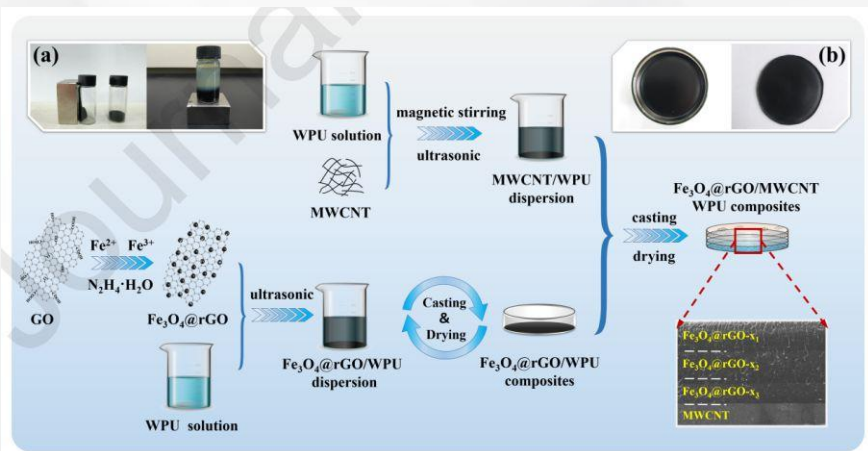 Journa
(a)
WPU solution
MWCNT
magnetic stirring
ultrasonic
MWCNT/WPU
dispersion
(b)
Fe₃O₄@rGO/MWCNT
WPU composites
casting
drying
GO
Fe²⁺ Fe³⁺
N₂H₄·H₂O
Fe₃O₄@rGO
WPU solution
ultrasonic
Fe₃O₄@rGO/WPU
dispersion
Casting
&
Drying
Fe₃O₄@rGO/WPU
composites
Fe₃O₄@rGO-x₁
Fe₃O₄@rGO-x₂
Fe₃O₄@rGO-x₃
MWCNT